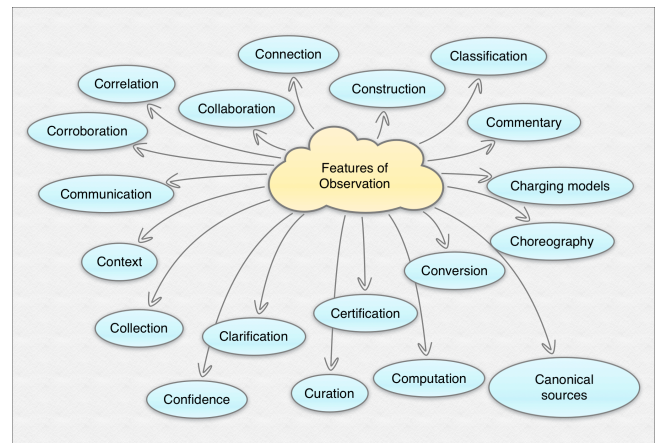 Connection
Classification
Correlation
Collaboration
Construction
Corroboration
Commentary
Features of
Observation
Communication
Charging models
Choreography
Context
Conversion
Collection
Clarification
Certification
Confidence
Curation
Computation
Canonical
sources